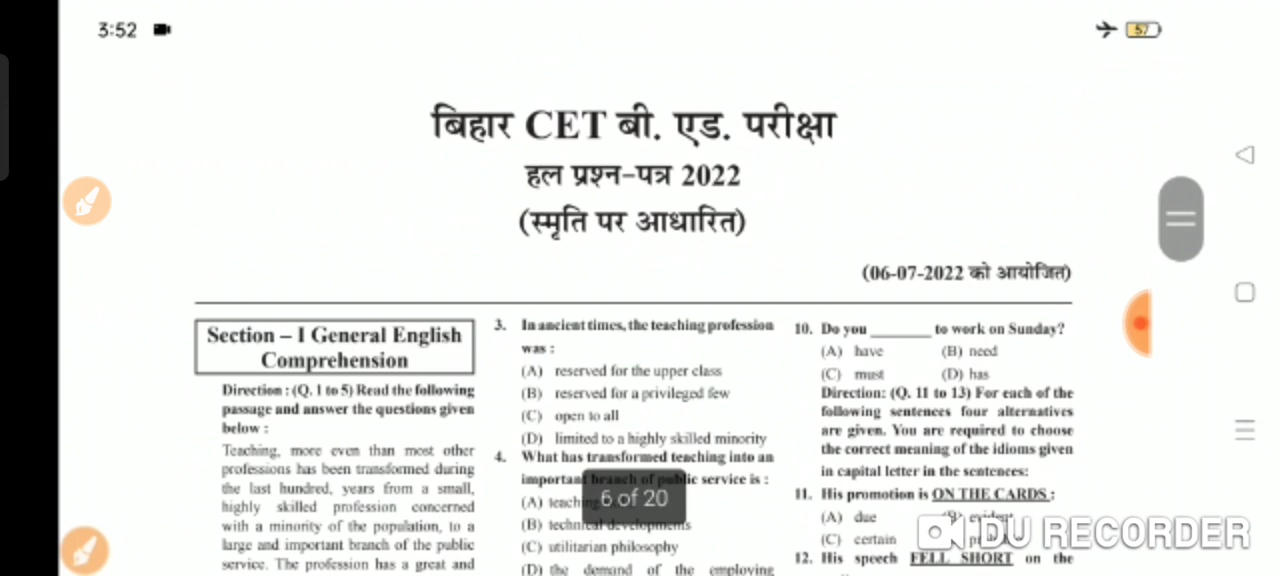 3:52
57
बिहार CET बी. एड. परीक्षा
हल प्रश्न-पत्र 2022
(स्मृति पर आधारित)
(06-07-2022 को आयोजित)
Section – I General English
Comprehension
Direction : (Q. 1 to 5) Read the following
passage and answer the questions given
below :
Teaching, more even than most other
professions has been transformed during
the last hundred, years from a small,
highly skilled profession concerned
with a minority of the population, to a
large and important branch of the public
service. The profession has a great and
3. In ancient times, the teaching profession
was :
(A) reserved for the upper class
(B) reserved for a privileged few
(C) open to all
(D) limited to a highly skilled minority
4. What has transformed teaching into an
important branch of public service is :
(A)
(B) technical developments
(C) utilitarian philosophy
(D) the demand of the employing
6 of 20
10. Do you ______ to work on Sunday?
(A) have (B) need
(C) must (D) has
Direction: (Q. 11 to 13) For each of the
following sentences four alternatives
are given. You are required to choose
the correct meaning of the idioms given
in capital letter in the sentences:
11. His promotion is ON THE CARDS :
(A) due (B) evident
(C) certain
12. His speech FELL SHORT on the
DU RECORDER